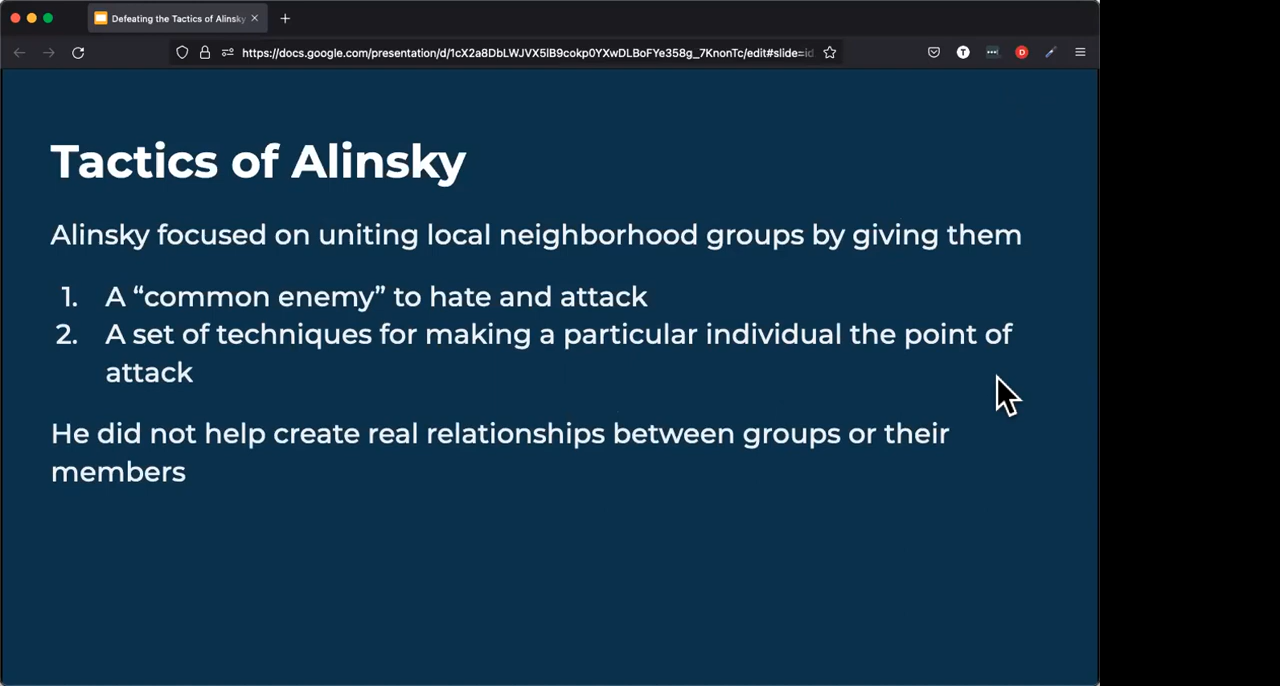 Defeating the Tactics of Alinsky
https://docs.google.com/presentation/d/1cX2a8DbLWJVX5lB9cokp0YXwDLBoFYe358g_7KnonTc/edit#slide=id
T
D
Tactics of Alinsky
Alinsky focused on uniting local neighborhood groups by giving them
1. A “common enemy” to hate and attack
2. A set of techniques for making a particular individual the point of
attack
He did not help create real relationships between groups or their
members